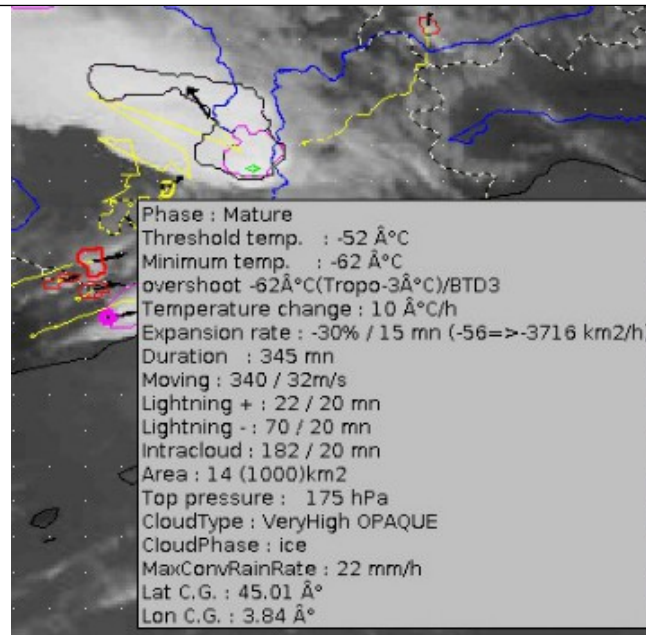 Phase : Mature
Threshold temp. : -52 Â°C
Minimum temp. : -62 Â°C
overshoot -62Â°C(Tropo-3Â°C)/BTD3
Temperature change : 10 Â°C/h
Expansion rate : -30% / 15 mn (-56=>-3716 km2/h)
Duration : 345 mn
Moving : 340 / 32m/s
Lightning + : 22 / 20 mn
Lightning - : 70 / 20 mn
Intracloud : 182 / 20 mn
Area : 14 (1000)km2
Top pressure : 175 hPa
CloudType : VeryHigh OPAQUE
CloudPhase : ice
MaxConvRainRate : 22 mm/h
Lat C.G. : 45.01 Â°
Lon C.G. : 3.84 Â°